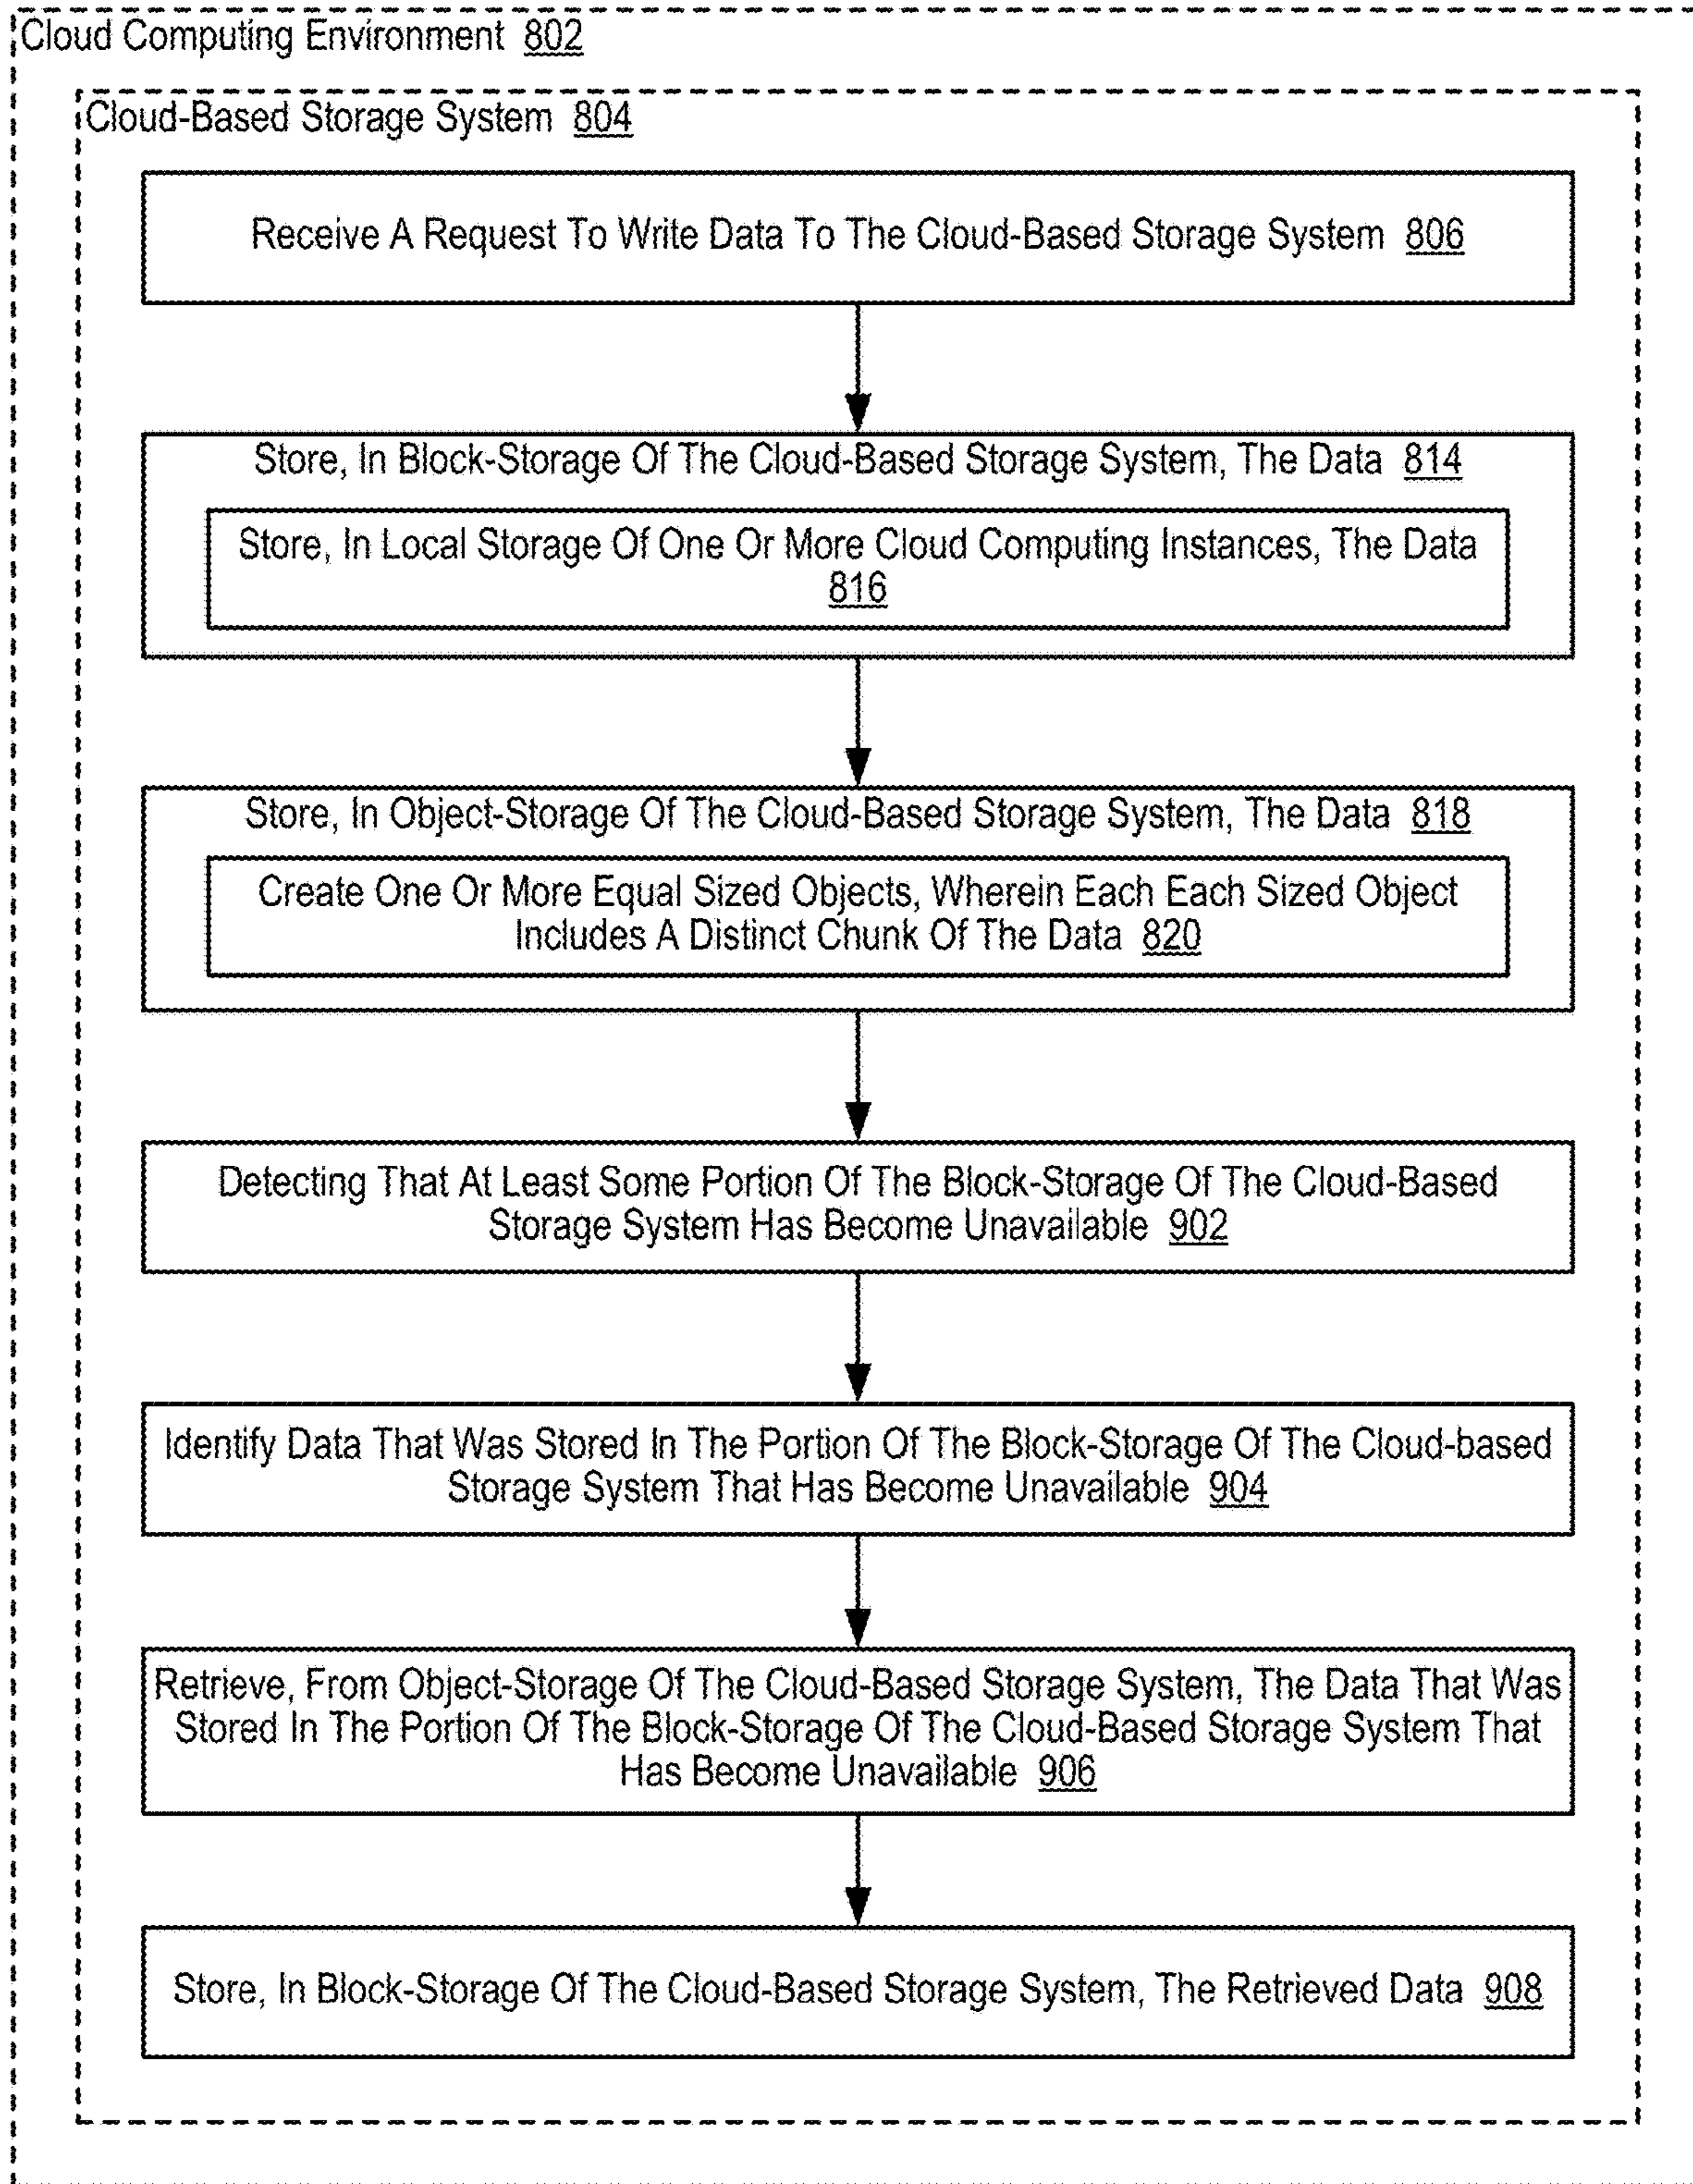 Cloud Computing Environment 802
Cloud-Based Storage System 804
Receive A Request To Write Data To The Cloud-Based Storage System 806
Store, In Block-Storage Of The Cloud-Based Storage System, The Data 814
Store, In Local Storage Of One Or More Cloud Computing Instances, The Data
816
Store, In Object-Storage Of The Cloud-Based Storage System, The Data 818
Create One Or More Equal Sized Objects, Wherein Each Each Sized Object
Includes A Distinct Chunk Of The Data 820
Detecting That At Least Some Portion Of The Block-Storage Of The Cloud-Based
Storage System Has Become Unavailable 902
Identify Data That Was Stored In The Portion Of The Block-Storage Of The Cloud-based
Storage System That Has Become Unavailable 904
Retrieve, From Object-Storage Of The Cloud-Based Storage System, The Data That Was
Stored In The Portion Of The Block-Storage Of The Cloud-Based Storage System That
Has Become Unavailable 906
Store, In Block-Storage Of The Cloud-Based Storage System, The Retrieved Data 908